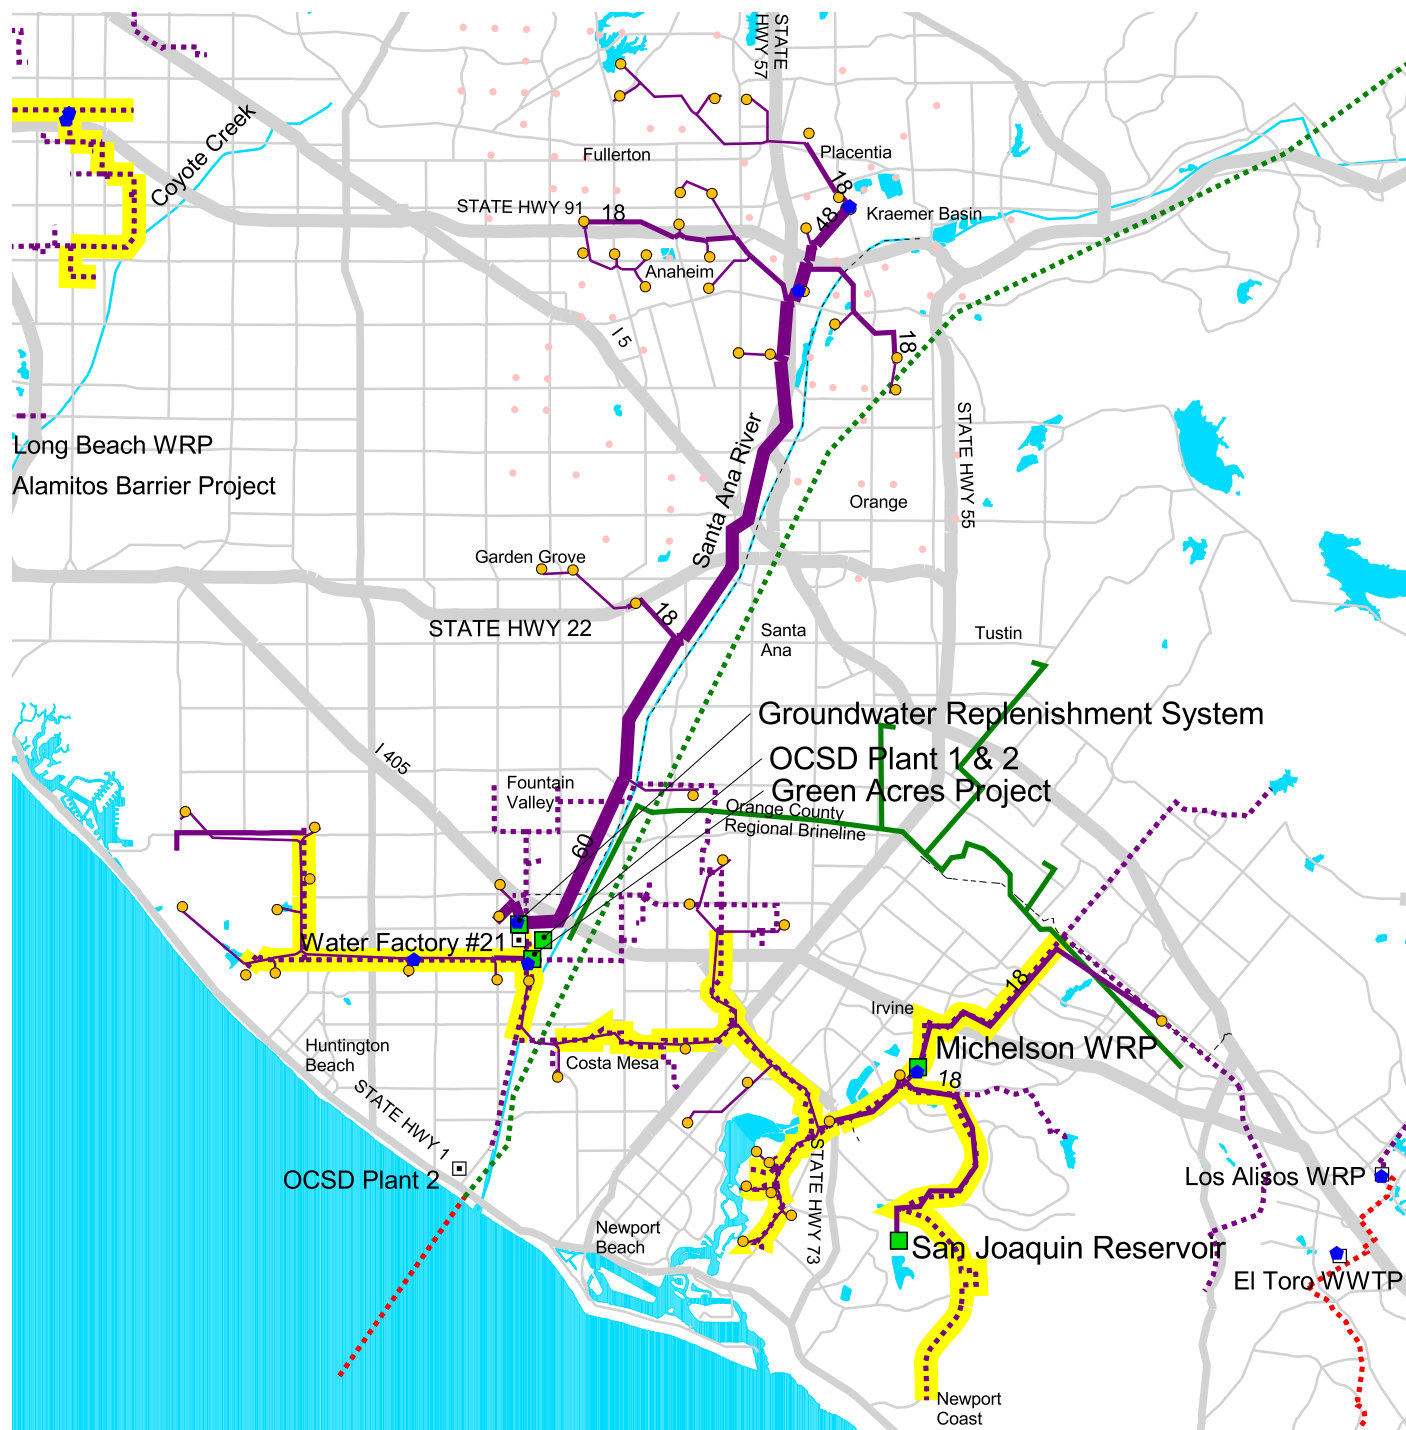 STATE
HWY 57
Coyote Creek
Fullerton
Placentia
18
STATE HWY 91
18
48
Kraemer Basin
Anaheim
I 5
18
STATE HWY 55
Long Beach WRP
Alamitos Barrier Project
Santa Ana River
Orange
Garden Grove
18
STATE HWY 22
Santa
Ana
Tustin
Groundwater Replenishment System
I 405
OCSD Plant 1 & 2
Fountain
Valley
Green Acres Project
Orange County
Regional Brineline
60
Water Factory #21
18
Irvine
Huntington
Beach
Costa Mesa
Michelson WRP
18
STATE HWY 1
OCSD Plant 2
STATE HWY 73
Los Alisos WRP
Newport
Beach
San Joaquin Reservoir
El Toro WWTP
Newport
Coast